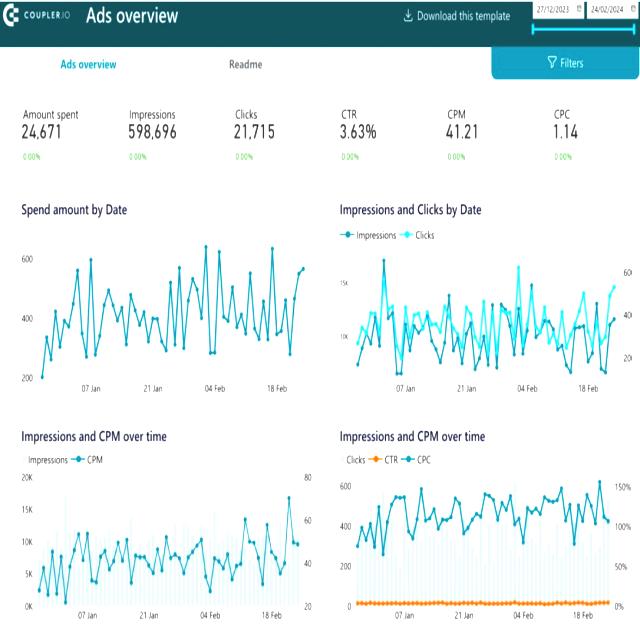 COUPLER.IO
Ads overview
Download this template
27/12/2023
24/02/2024
Ads overview
Readme
Filters
Amount spent
24,671
0.00%
Impressions
598,696
0.00%
Clicks
21,715
0.00%
CTR
3.63%
0.00%
CPM
41.21
0.00%
CPC
1.14
0.00%
Spend amount by Date
600
400
200
07 Jan
21 Jan
04 Feb
18 Feb
Impressions and Clicks by Date
Impressions
Clicks
15k
10k
60
40
20
07 Jan
21 Jan
04 Feb
18 Feb
Impressions and CPM over time
Impressions
CPM
20K
15K
10K
5K
0K
80
60
40
20
07 Jan
21 Jan
04 Feb
18 Feb
Impressions and CPM over time
Clicks
CTR
CPC
600
400
200
0
150%
100%
50%
0%
07 Jan
21 Jan
04 Feb
18 Feb